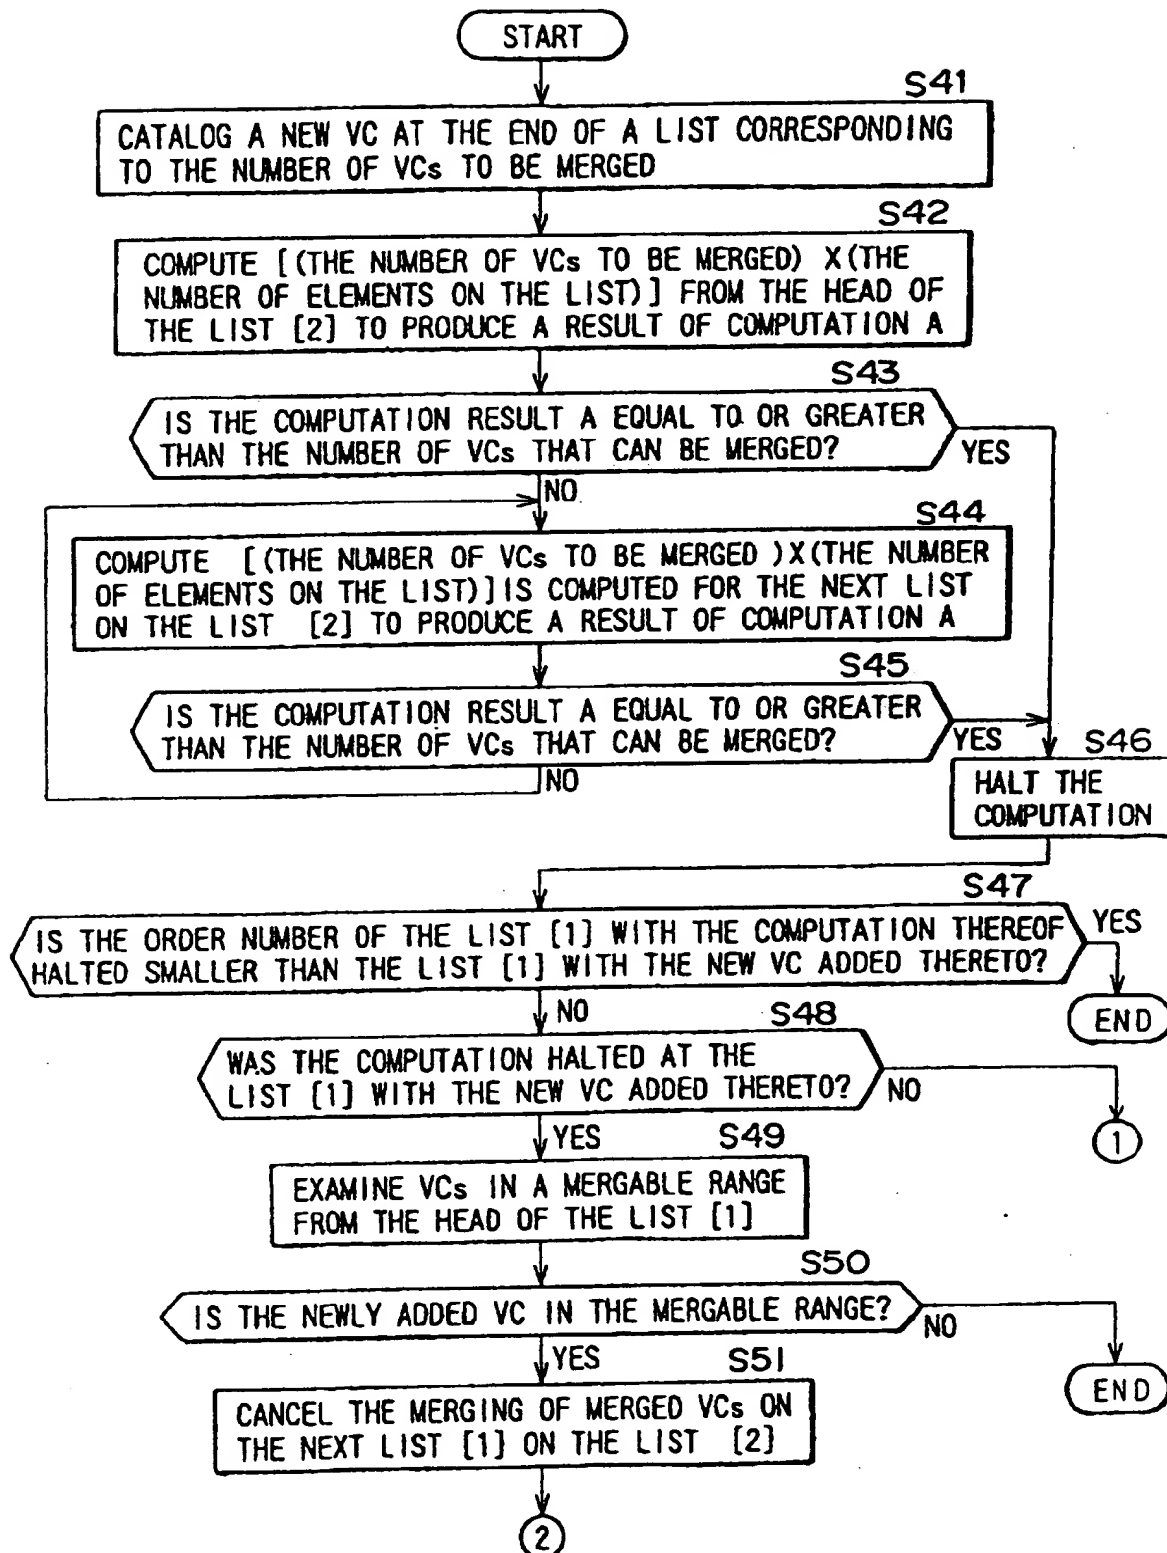 START
S41
CATALOG A NEW VC AT THE END OF A LIST CORRESPONDING
TO THE NUMBER OF VCs TO BE MERGED
S42
COMPUTE [(THE NUMBER OF VCs TO BE MERGED) X(THE
NUMBER OF ELEMENTS ON THE LIST)] FROM THE HEAD OF
THE LIST [2] TO PRODUCE A RESULT OF COMPUTATION A
S43
IS THE COMPUTATION RESULT A EQUAL TO OR GREATER
THAN THE NUMBER OF VCs THAT CAN BE MERGED?
YES
NO
S44
COMPUTE [(THE NUMBER OF VCs TO BE MERGED )X(THE NUMBER
OF ELEMENTS ON THE LIST)]IS COMPUTED FOR THE NEXT LIST
ON THE LIST [2] TO PRODUCE A RESULT OF COMPUTATION A
S45
IS THE COMPUTATION RESULT A EQUAL TO OR GREATER
THAN THE NUMBER OF VCs THAT CAN BE MERGED?
YES
NO
S46
HALT THE
COMPUTATION
S47
IS THE ORDER NUMBER OF THE LIST [1] WITH THE COMPUTATION THEREOF
HALTED SMALLER THAN THE LIST [1] WITH THE NEW VC ADDED THERETO?
YES
END
NO
S48
WAS THE COMPUTATION HALTED AT THE
LIST [1] WITH THE NEW VC ADDED THERETO?
NO
1
YES
S49
EXAMINE VCs IN A MERGABLE RANGE
FROM THE HEAD OF THE LIST [1]
S50
IS THE NEWLY ADDED VC IN THE MERGABLE RANGE?
NO
END
YES
S51
CANCEL THE MERGING OF MERGED VCs ON
THE NEXT LIST [1] ON THE LIST [2]
2